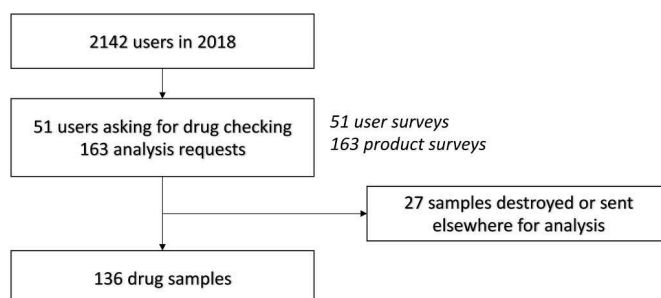 2142 users in 2018
51 users asking for drug checking
163 analysis requests
51 user surveys
163 product surveys
27 samples destroyed or sent
elsewhere for analysis
136 drug samples